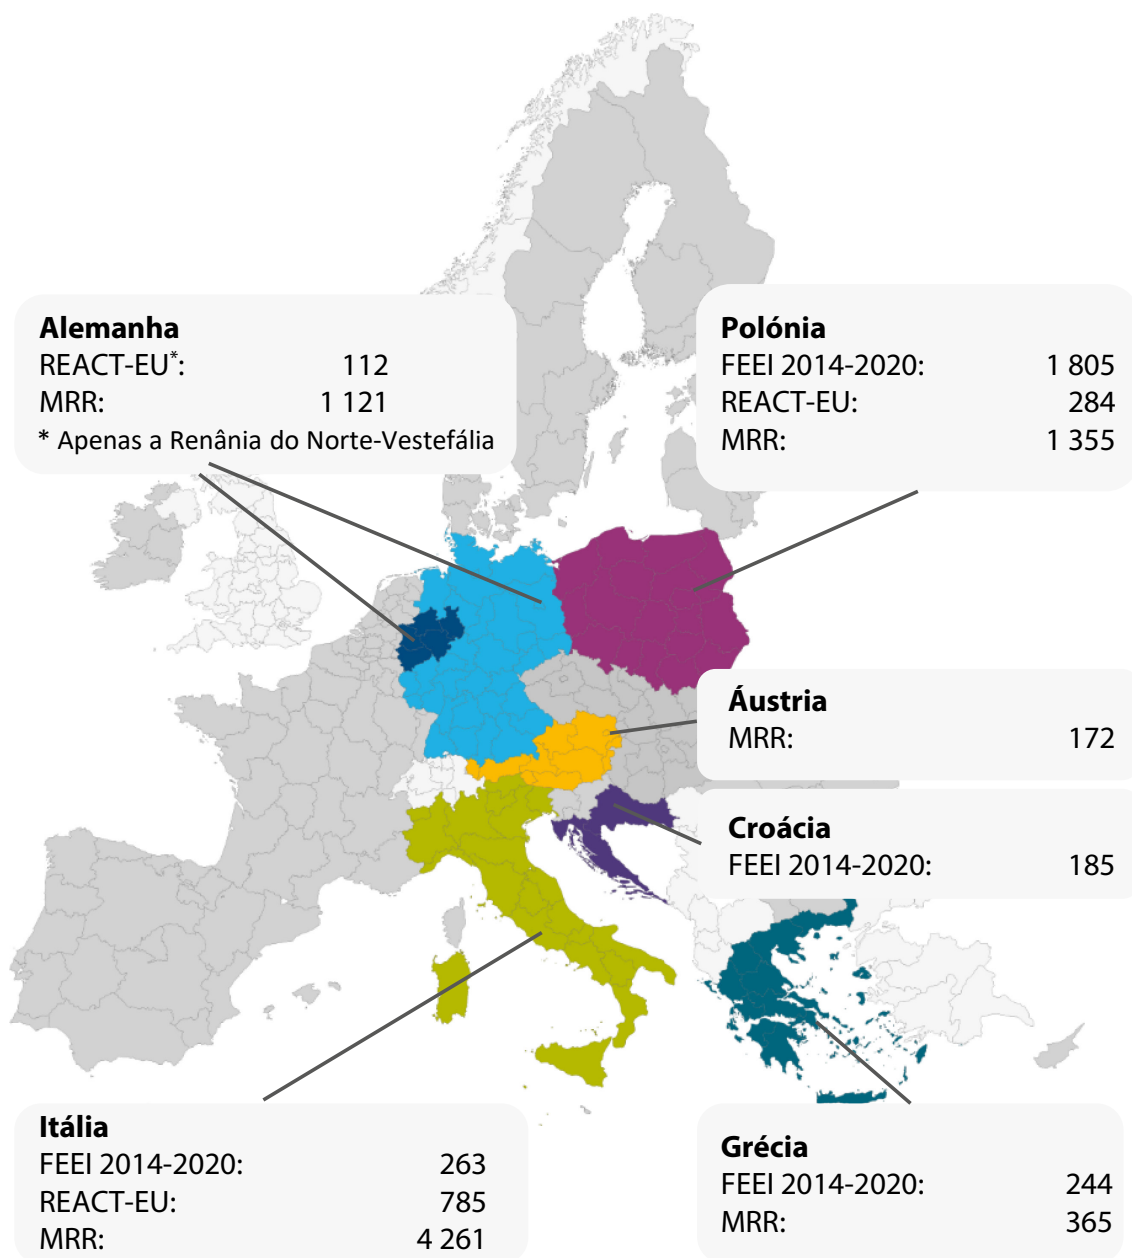 Alemanha
REACT-EU*: 112
MRR: 1 121
* Apenas a Renânia do Norte-Vestefália
Polónia
FEEI 2014-2020: 1 805
REACT-EU: 284
MRR: 1 355
Áustria
MRR: 172
Croácia
FEEI 2014-2020: 185
Itália
FEEI 2014-2020: 263
REACT-EU: 785
MRR: 4 261
Grécia
FEEI 2014-2020: 244
MRR: 365